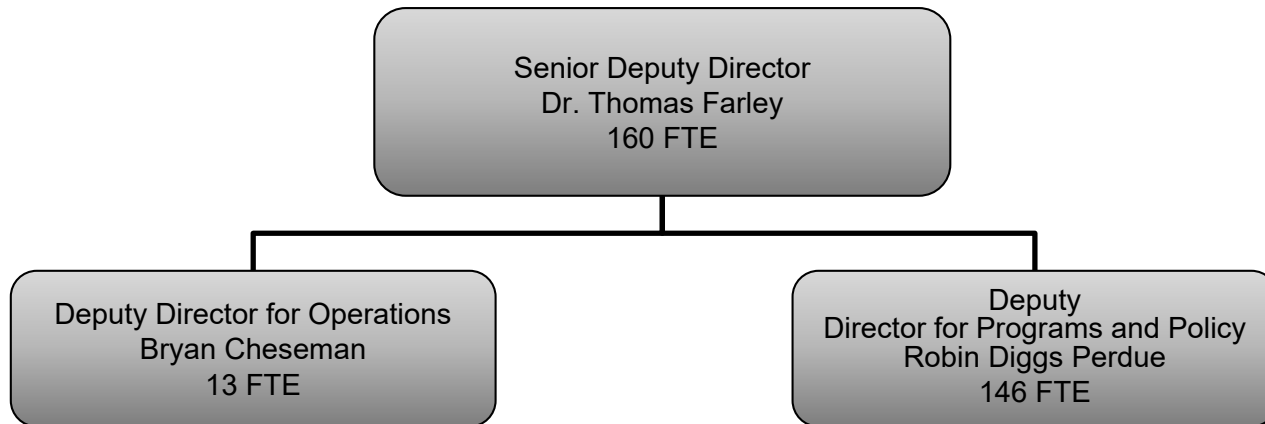 Senior Deputy Director
Dr. Thomas Farley
160 FTE
Deputy Director for Operations
Bryan Cheseman
13 FTE
Deputy
Director for Programs and Policy
Robin Diggs Perdue
146 FTE